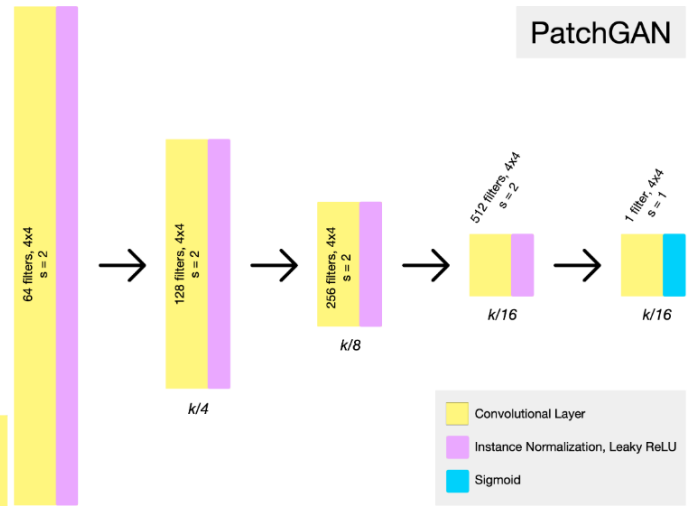 PatchGAN
64 filters, 4x4
s = 2
128 filters, 4x4
s = 2
k/4
256 filters, 4x4
s = 2
k/8
512 filters, 4x4
s = 2
k/16
1 filter, 4x4
s = 1
k/16
Convolutional Layer
Instance Normalization, Leaky ReLU
Sigmoid